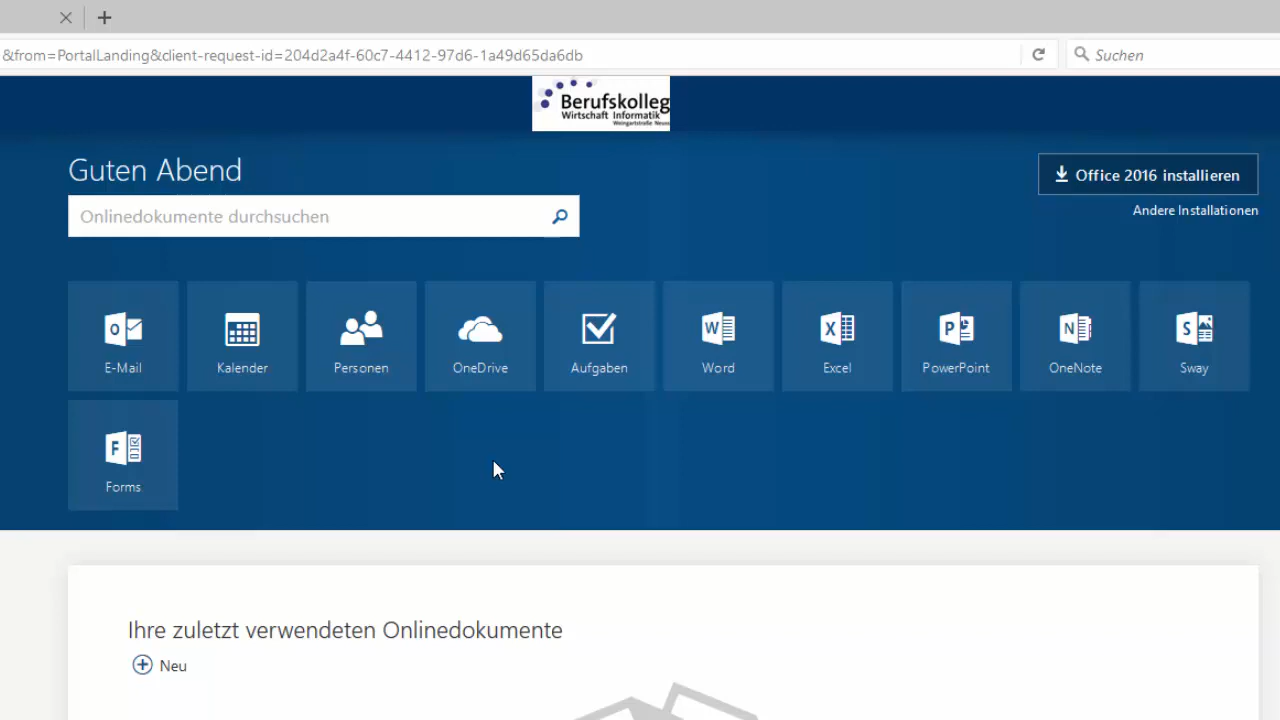 &from=PortalLanding&client-request-id=204d2a4f-60c7-4412-97d6-1a49d65da6db
Suchen
Berufskolleg
Wirtschaft Informatik
Weingartstraße Neuss
Guten Abend
Office 2016 installieren
Onlinedokumente durchsuchen
Andere Installationen
E-Mail
Kalender
Personen
OneDrive
Aufgaben
Word
Excel
PowerPoint
OneNote
Sway
Forms
Ihre zuletzt verwendeten Onlinedokumente
Neu